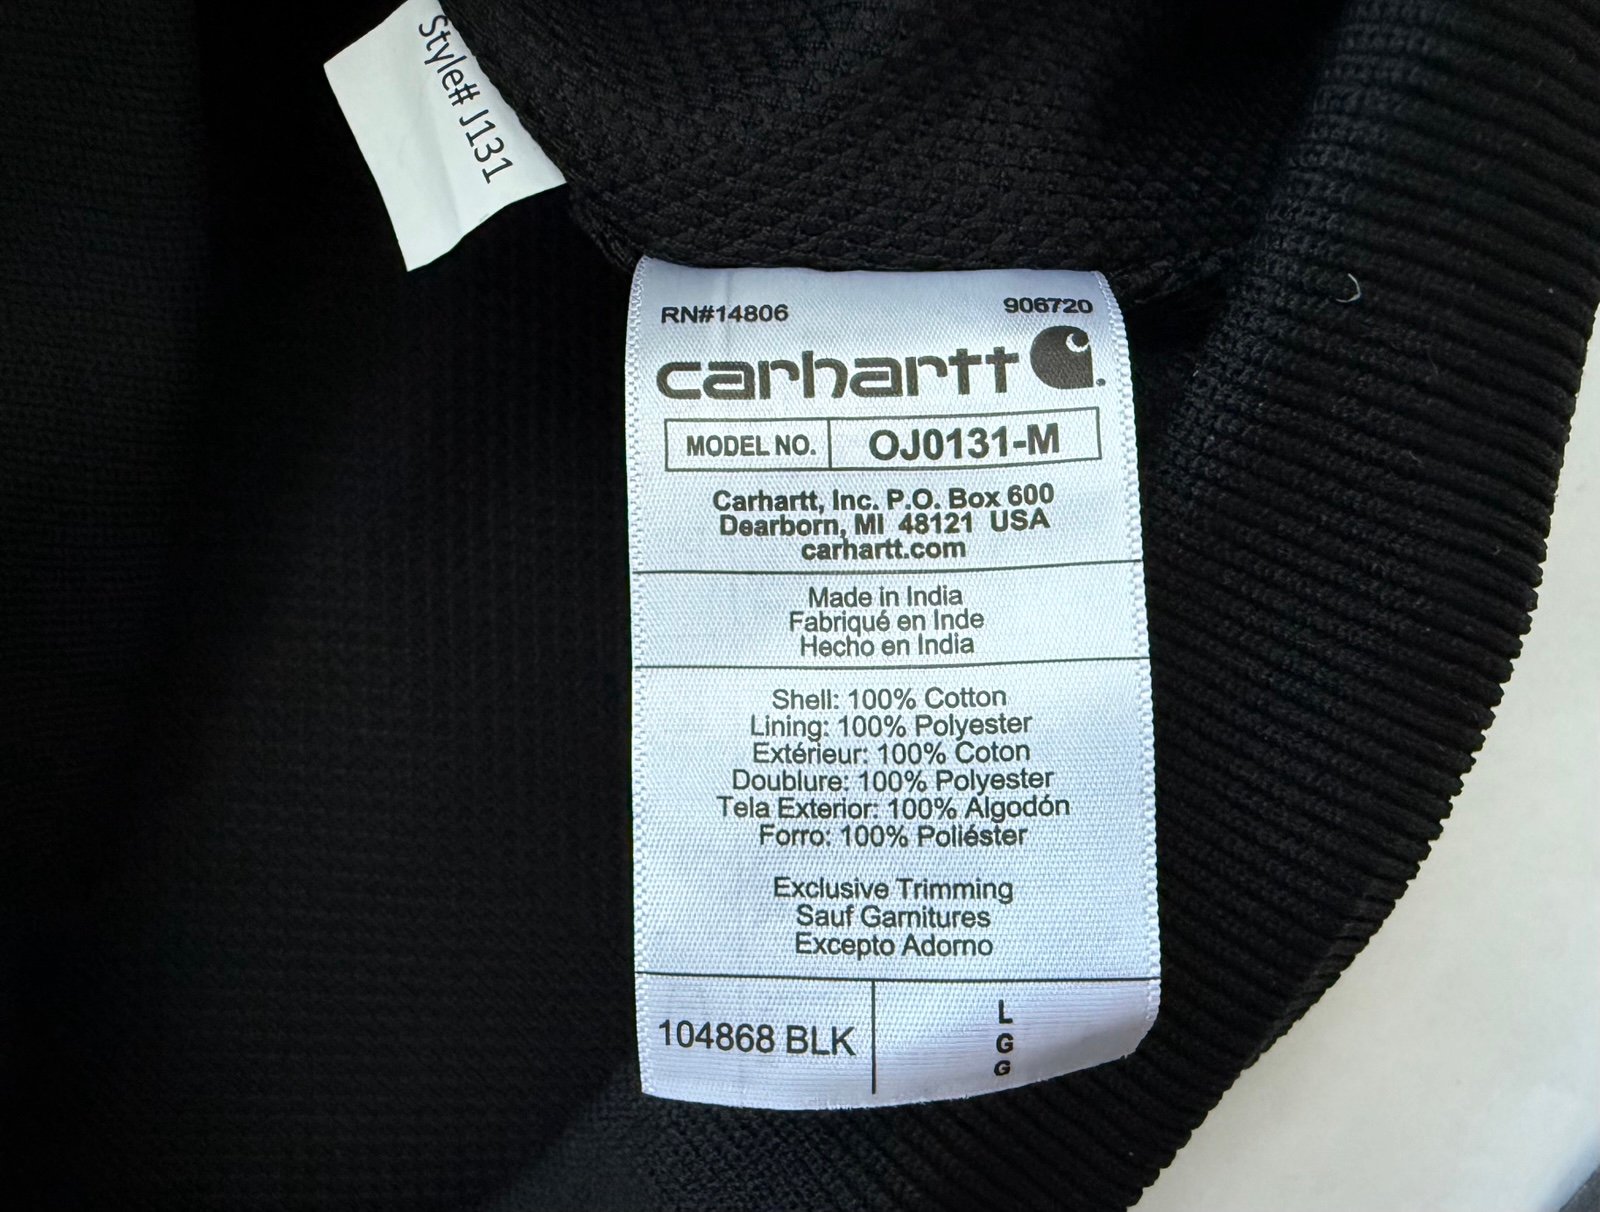 Style# J131
RN#14806 906720
carhartt
MODEL NO. OJ0131-M
Carhartt, Inc. P.O. Box 600
Dearborn, MI 48121 USA
carhartt.com
Made in India
Fabriqué en Inde
Hecho en India
Shell: 100% Cotton
Lining: 100% Polyester
Extérieur: 100% Coton
Doublure: 100% Polyester
Tela Exterior: 100% Algodón
Forro: 100% Poliéster
Exclusive Trimming
Sauf Garnitures
Excepto Adorno
104868 BLK
L
G
G